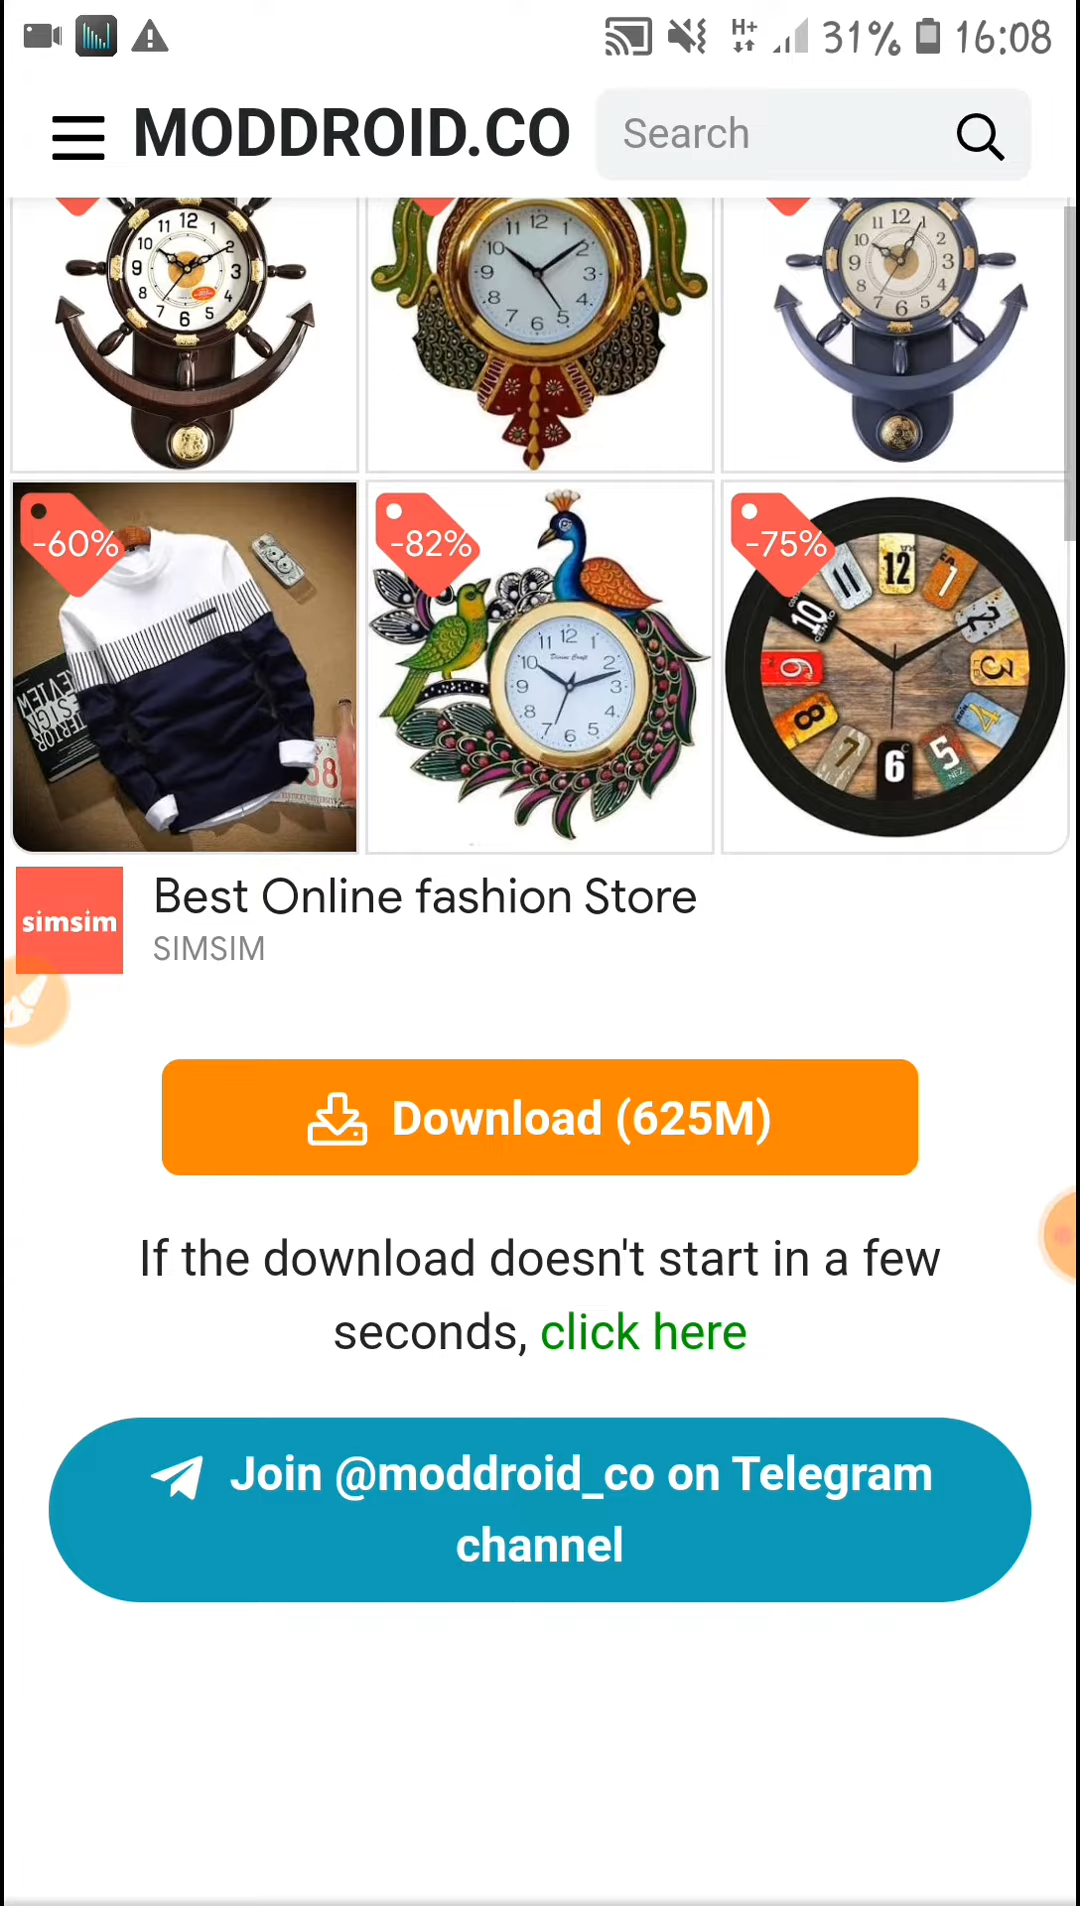 31% 16:08
MODDROID.CO Search
-60% -82% -75%
simsim
Best Online fashion Store
SIMSIM
Download (625M)
If the download doesn't start in a few
seconds, click here
Join @moddroid_co on Telegram
channel